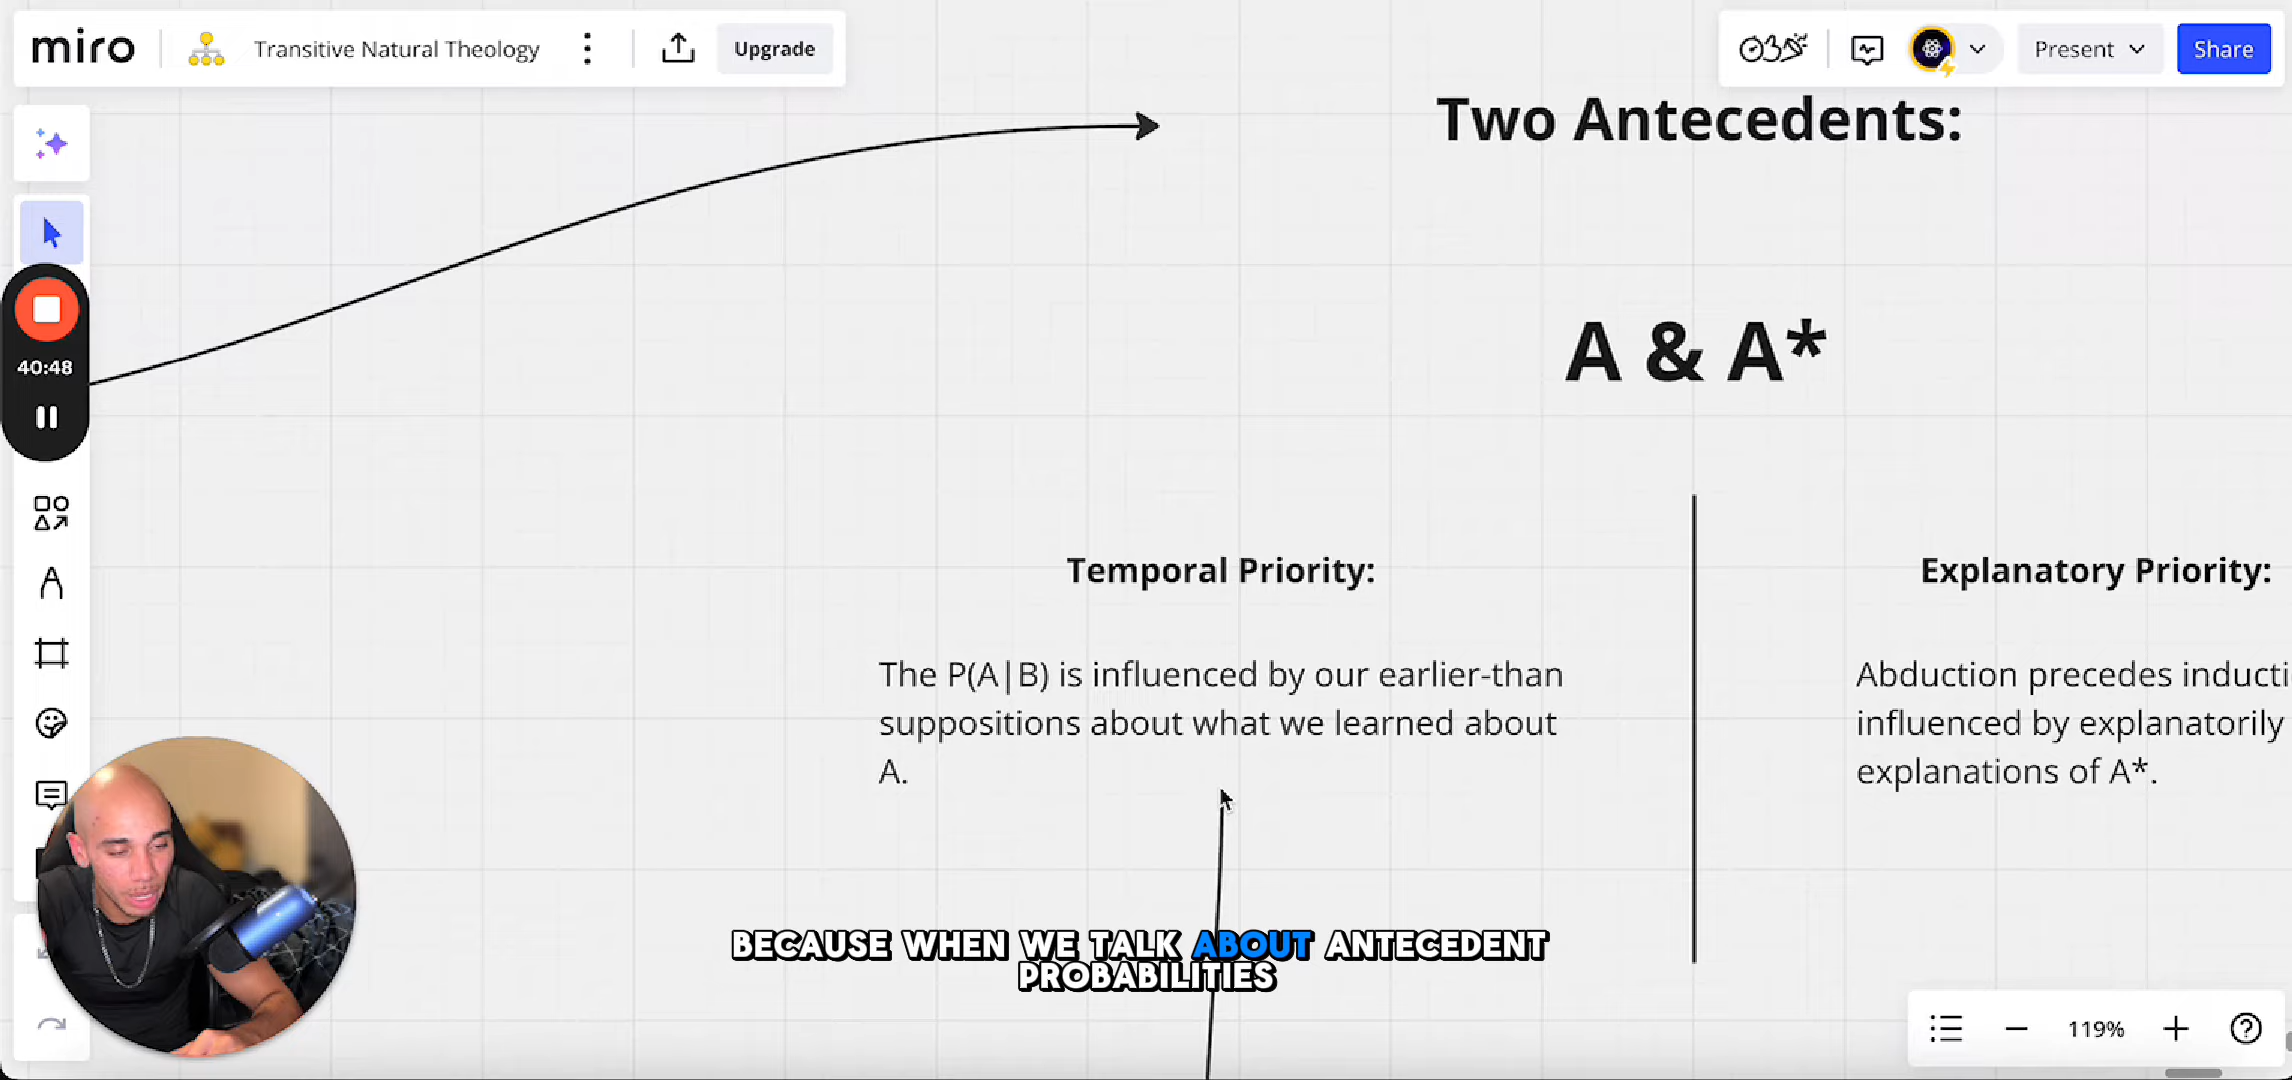 miro
Transitive Natural Theology
Upgrade
Present
Share
Two Antecedents:
40:48
A & A*
Temporal Priority:
Explanatory Priority:
The P(A|B) is influenced by our earlier-than
suppositions about what we learned about
A.
Abduction precedes inducti
influenced by explanatorily
explanations of A*.
BECAUSE WHEN WE TALK ABOUT ANTECEDENT
PROBABILITIES
119%